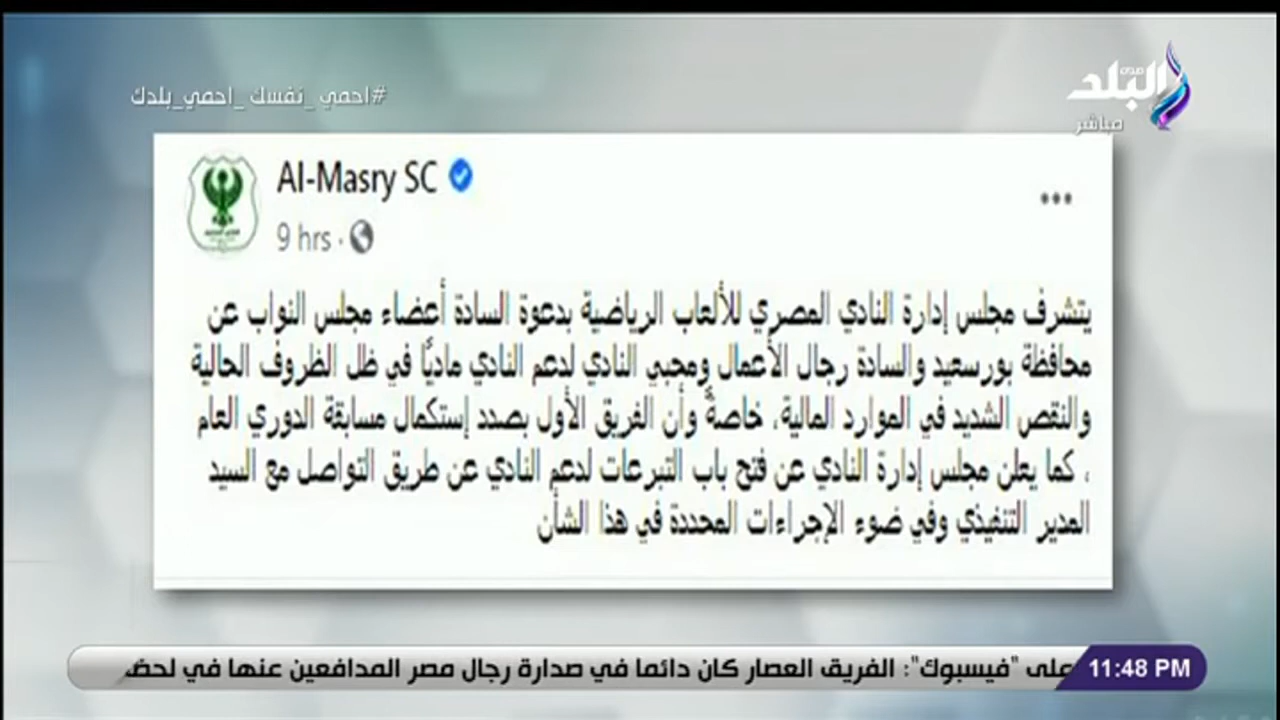 #احمي_نفسك_احمي_بلدك
صدى
البلد
مباشر
Al-Masry SC
9 hrs ·
يتشرف مجلس إدارة النادي المصري للألعاب الرياضية بدعوة السادة أعضاء مجلس النواب عن
محافظة بورسعيد والسادة رجال الأعمال ومحبي النادي لدعم النادي ماديًا في ظل الظروف الحالية
والنقص الشديد في الموارد المالية، خاصةً وأن الفريق الأول بصدد إستكمال مسابقة الدوري العام
، كما يعلن مجلس إدارة النادي عن فتح باب التبرعات لدعم النادي عن طريق التواصل مع السيد
المدير التنفيذي وفي ضوء الإجراءات المحددة في هذا الشأن
11:48 PM
على "فيسبوك": الفريق العصار كان دائما في صدارة رجال مصر المدافعين عنها في